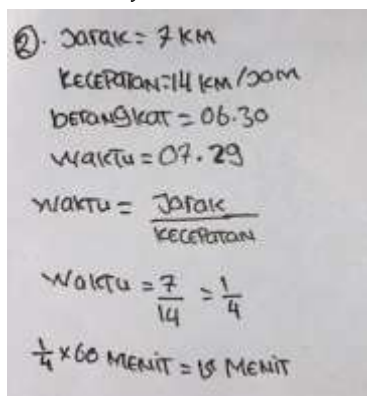 ②. Jarak = 7 KM
KECEPATAN = 14 KM/JAM
berangkat = 06.30
waktu = 07.29
waktu = Jarak / KECEPATAN
Waktu = 7/14 = 1/4
1/4 x 60 MENIT = 15 MENIT